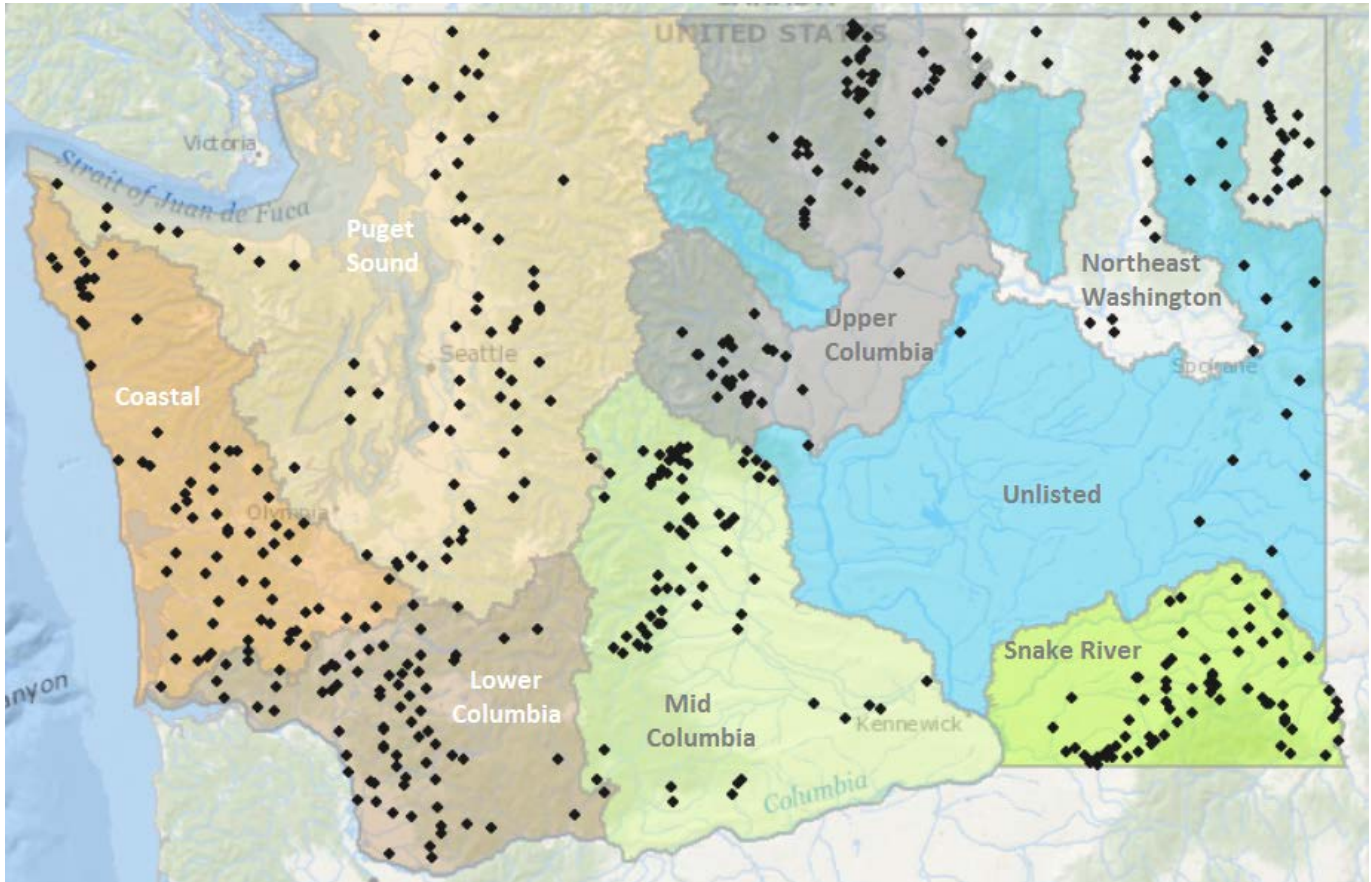 UNITED STATES
Victoria
Strait of Juan de Fuca
Puget
Sound
Northeast
Washington
Upper
Columbia
Seattle
Spokane
Coastal
Unlisted
Olympia
Snake River
Lower
Columbia
Mid
Columbia
Kennewick
Columbia